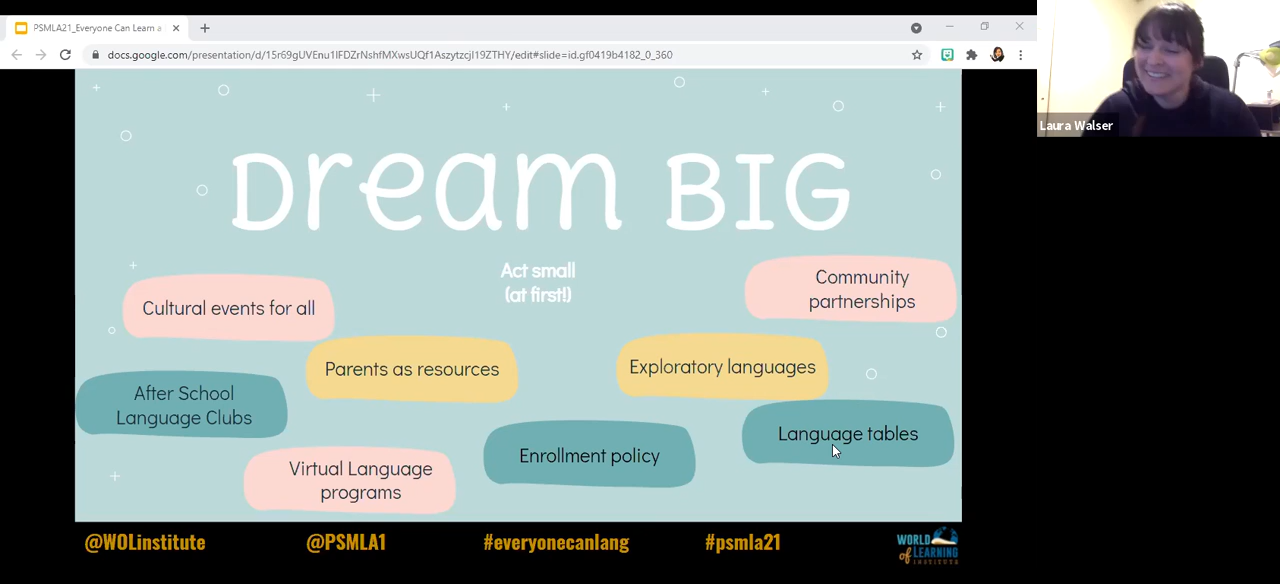 PSMLA21_Everyone Can Learn a
docs.google.com/presentation/d/15r69gUVEnu1IFDZrNshfMXwsUQf1Aszytzcjl19ZTHY/edit#slide=id.gf0419b4182_0_360
Laura Walser
Dream BIG
Act small
(at first!)
Cultural events for all
Community
partnerships
Parents as resources
Exploratory languages
After School
Language Clubs
Language tables
Enrollment policy
Virtual Language
programs
@WOLinstitute
@PSMLA1
#everyonecanlang
#psmla21
WORLD
of LEARNING
INSTITUTE